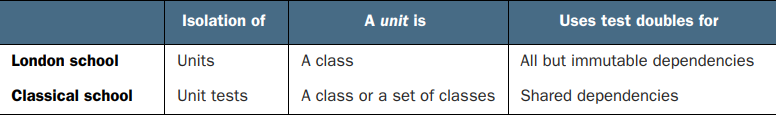 Isolation of A unit is Uses test doubles for
London school Units A class All but immutable dependencies
Classical school Unit tests A class or a set of classes Shared dependencies